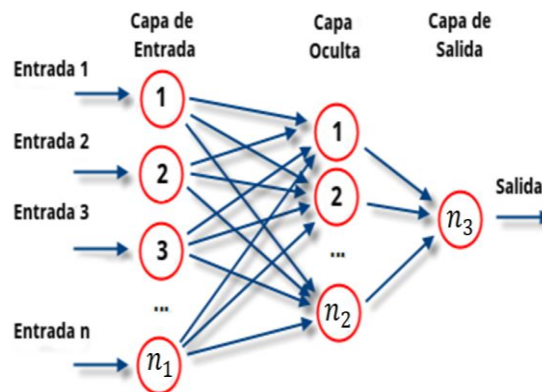 Capa de
Entrada
Capa
Oculta
Capa de
Salida
Entrada 1
1
Entrada 2
2
Entrada 3
3
...
Entrada n
n₁
1
2
...
n₂
n₃
Salida